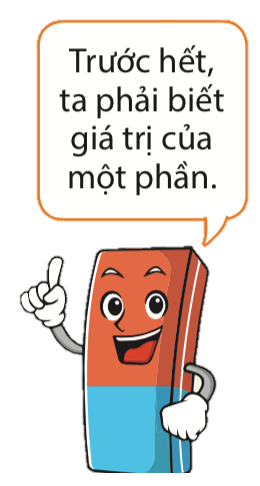 Trước hết,
ta phải biết
giá trị của
một phần.